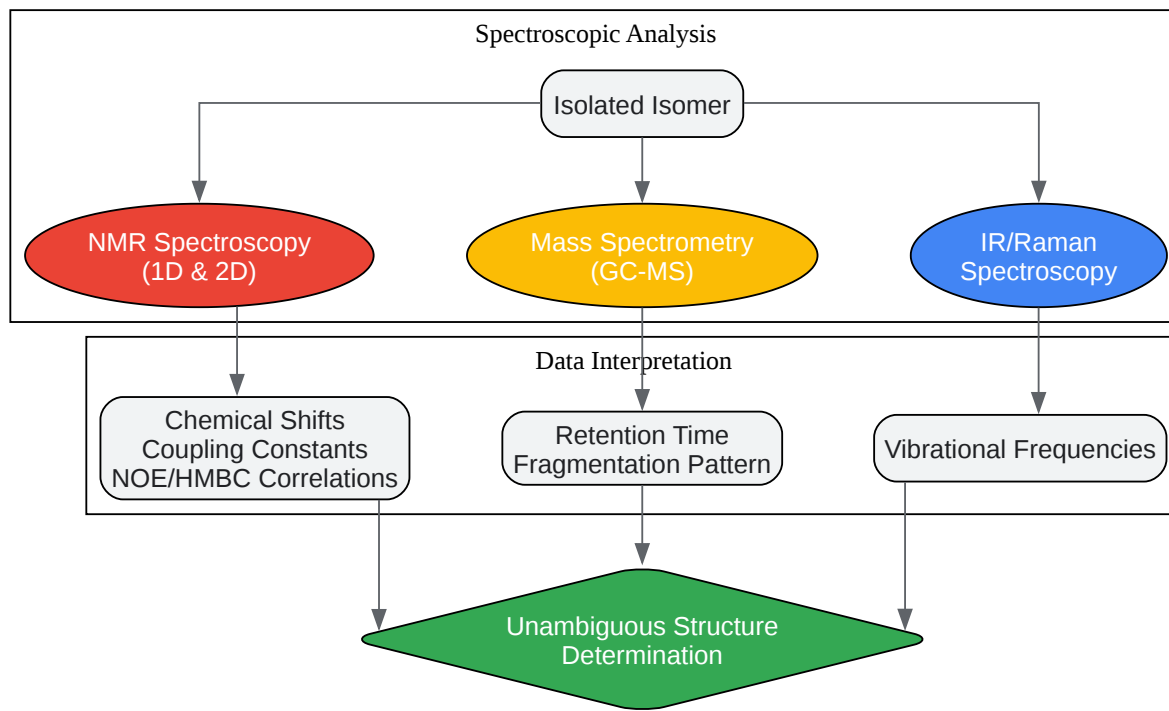 Spectroscopic Analysis
Isolated Isomer
NMR Spectroscopy
(1D & 2D)
Mass Spectrometry
(GC-MS)
IR/Raman
Spectroscopy
Data Interpretation
Chemical Shifts
Coupling Constants
NOE/HMBC Correlations
Retention Time
Fragmentation Pattern
Vibrational Frequencies
Unambiguous Structure
Determination